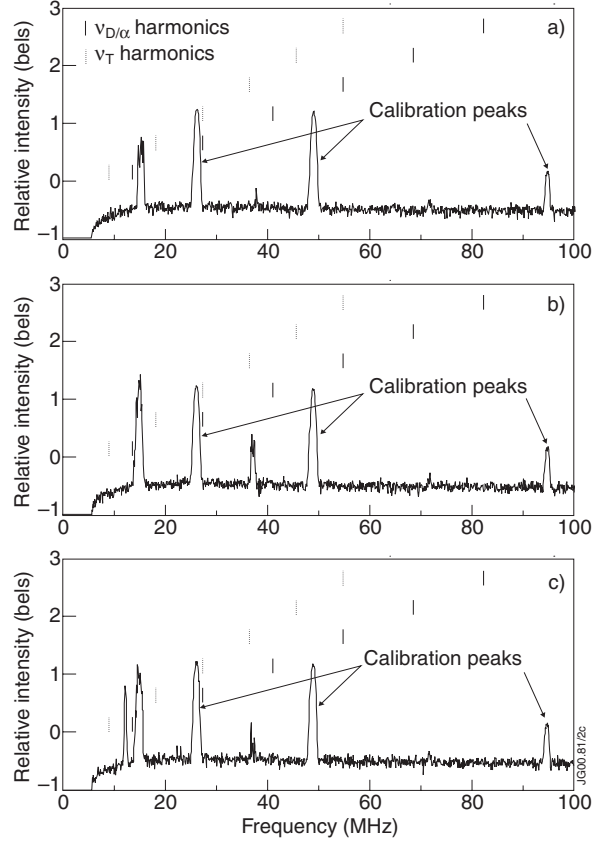 3
a)
ν_D/α harmonics
ν_T harmonics
2
Calibration peaks
1
0
−1
Relative intensity (bels)
0 20 40 60 80 100
3
b)
2
Calibration peaks
1
0
−1
Relative intensity (bels)
0 20 40 60 80 100
3
c)
2
Calibration peaks
1
0
−1
Relative intensity (bels)
JG00.81/2c
0 20 40 60 80 100
Frequency (MHz)